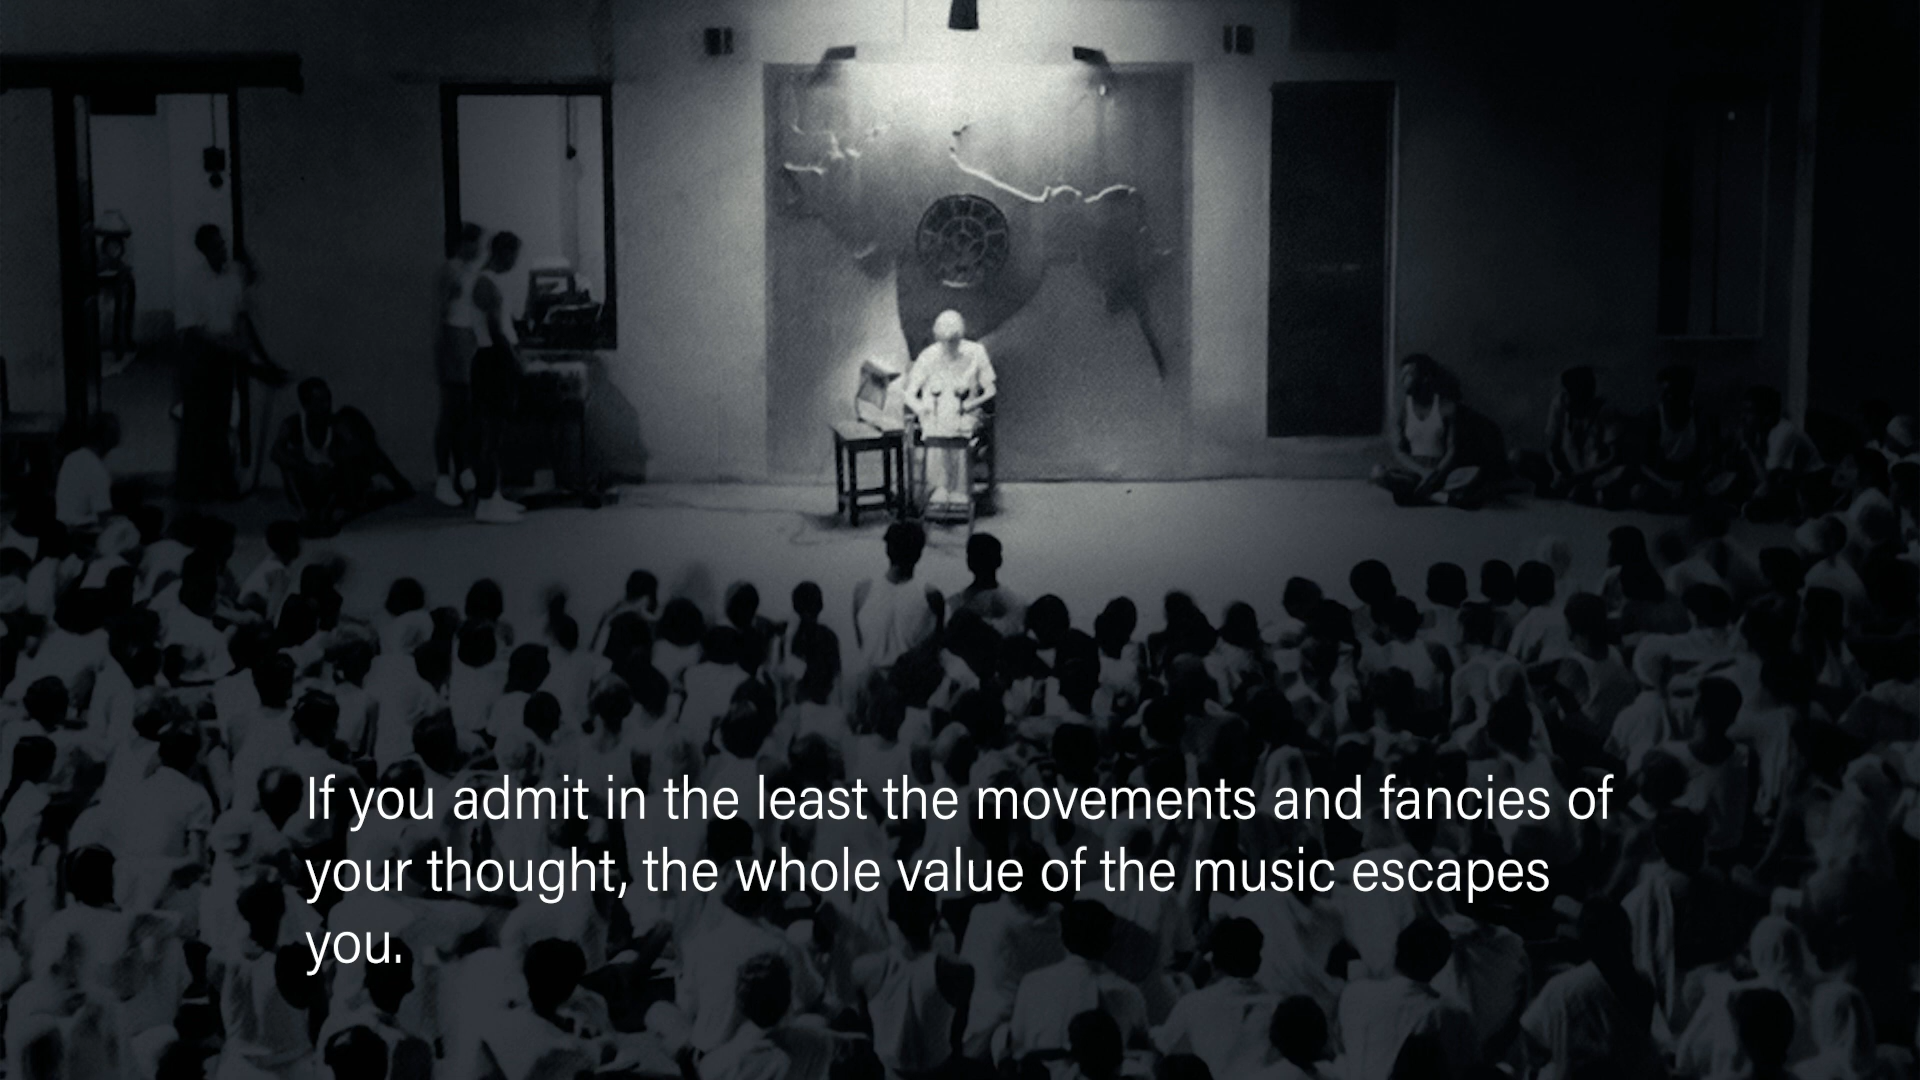 If you admit in the least the movements and fancies of
your thought, the whole value of the music escapes
you.